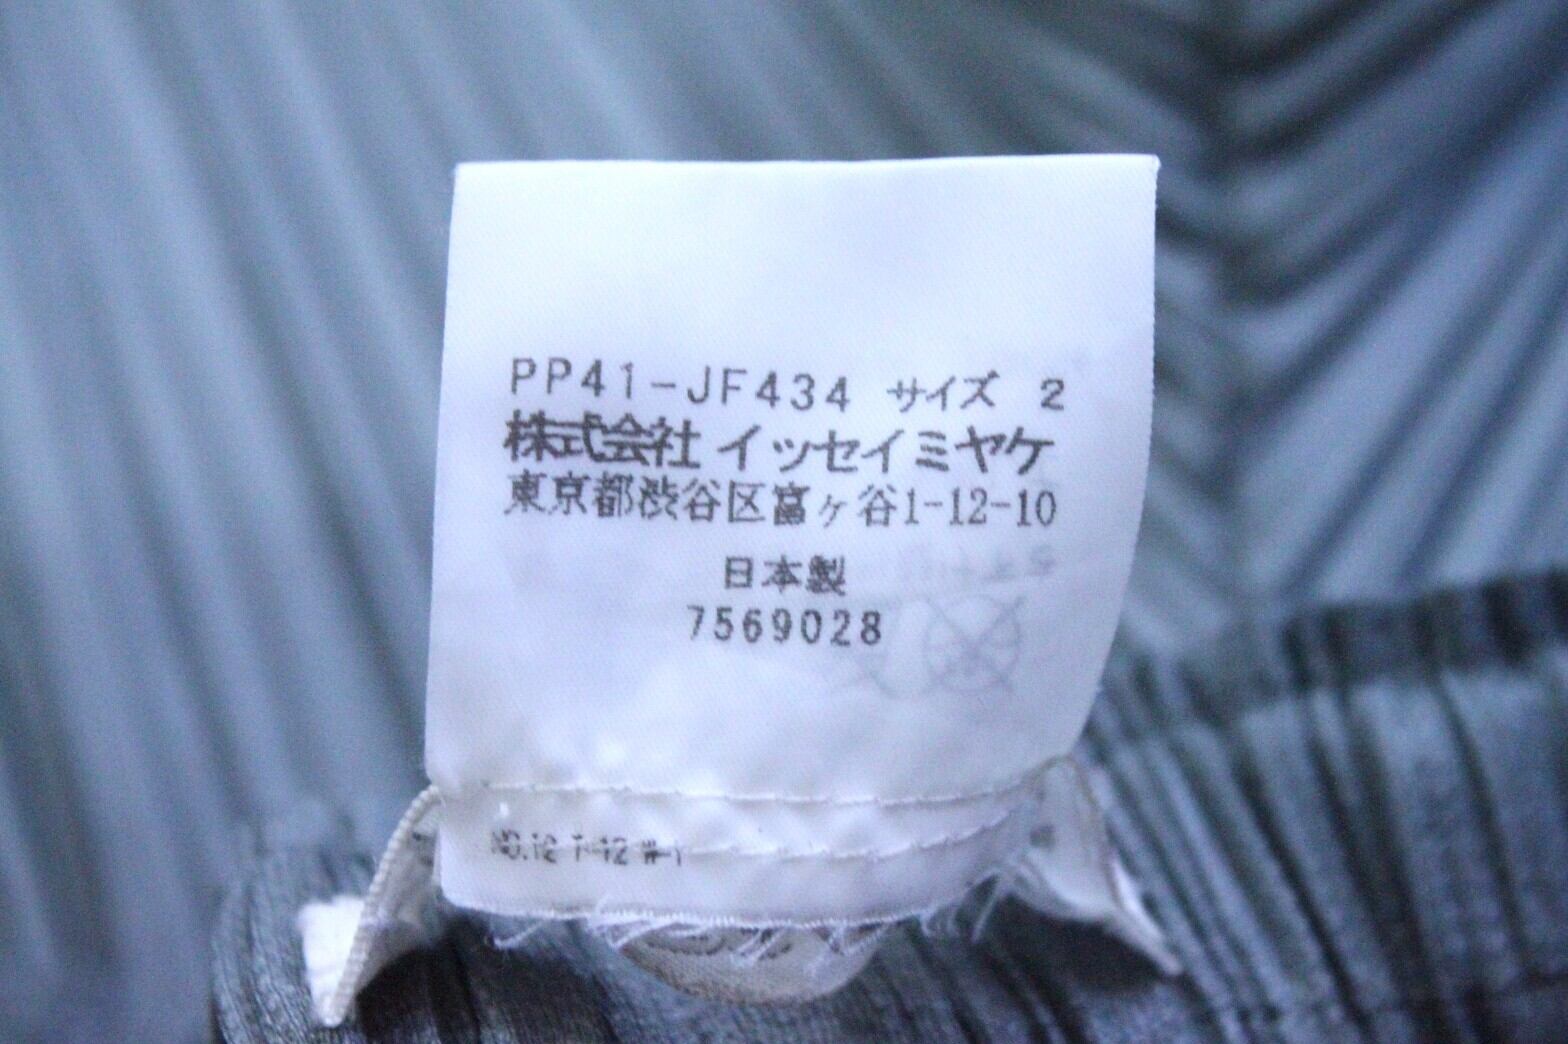 PP41-JF434 サイズ 2
株式会社 イッセイミヤケ
東京都渋谷区富ヶ谷1-12-10
日本製
7569028